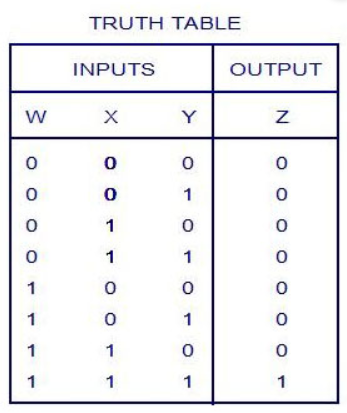 TRUTH TABLE
INPUTS OUTPUT
W X Y Z
0 0 0 0
0 0 1 0
0 1 0 0
0 1 1 0
1 0 0 0
1 0 1 0
1 1 0 0
1 1 1 1